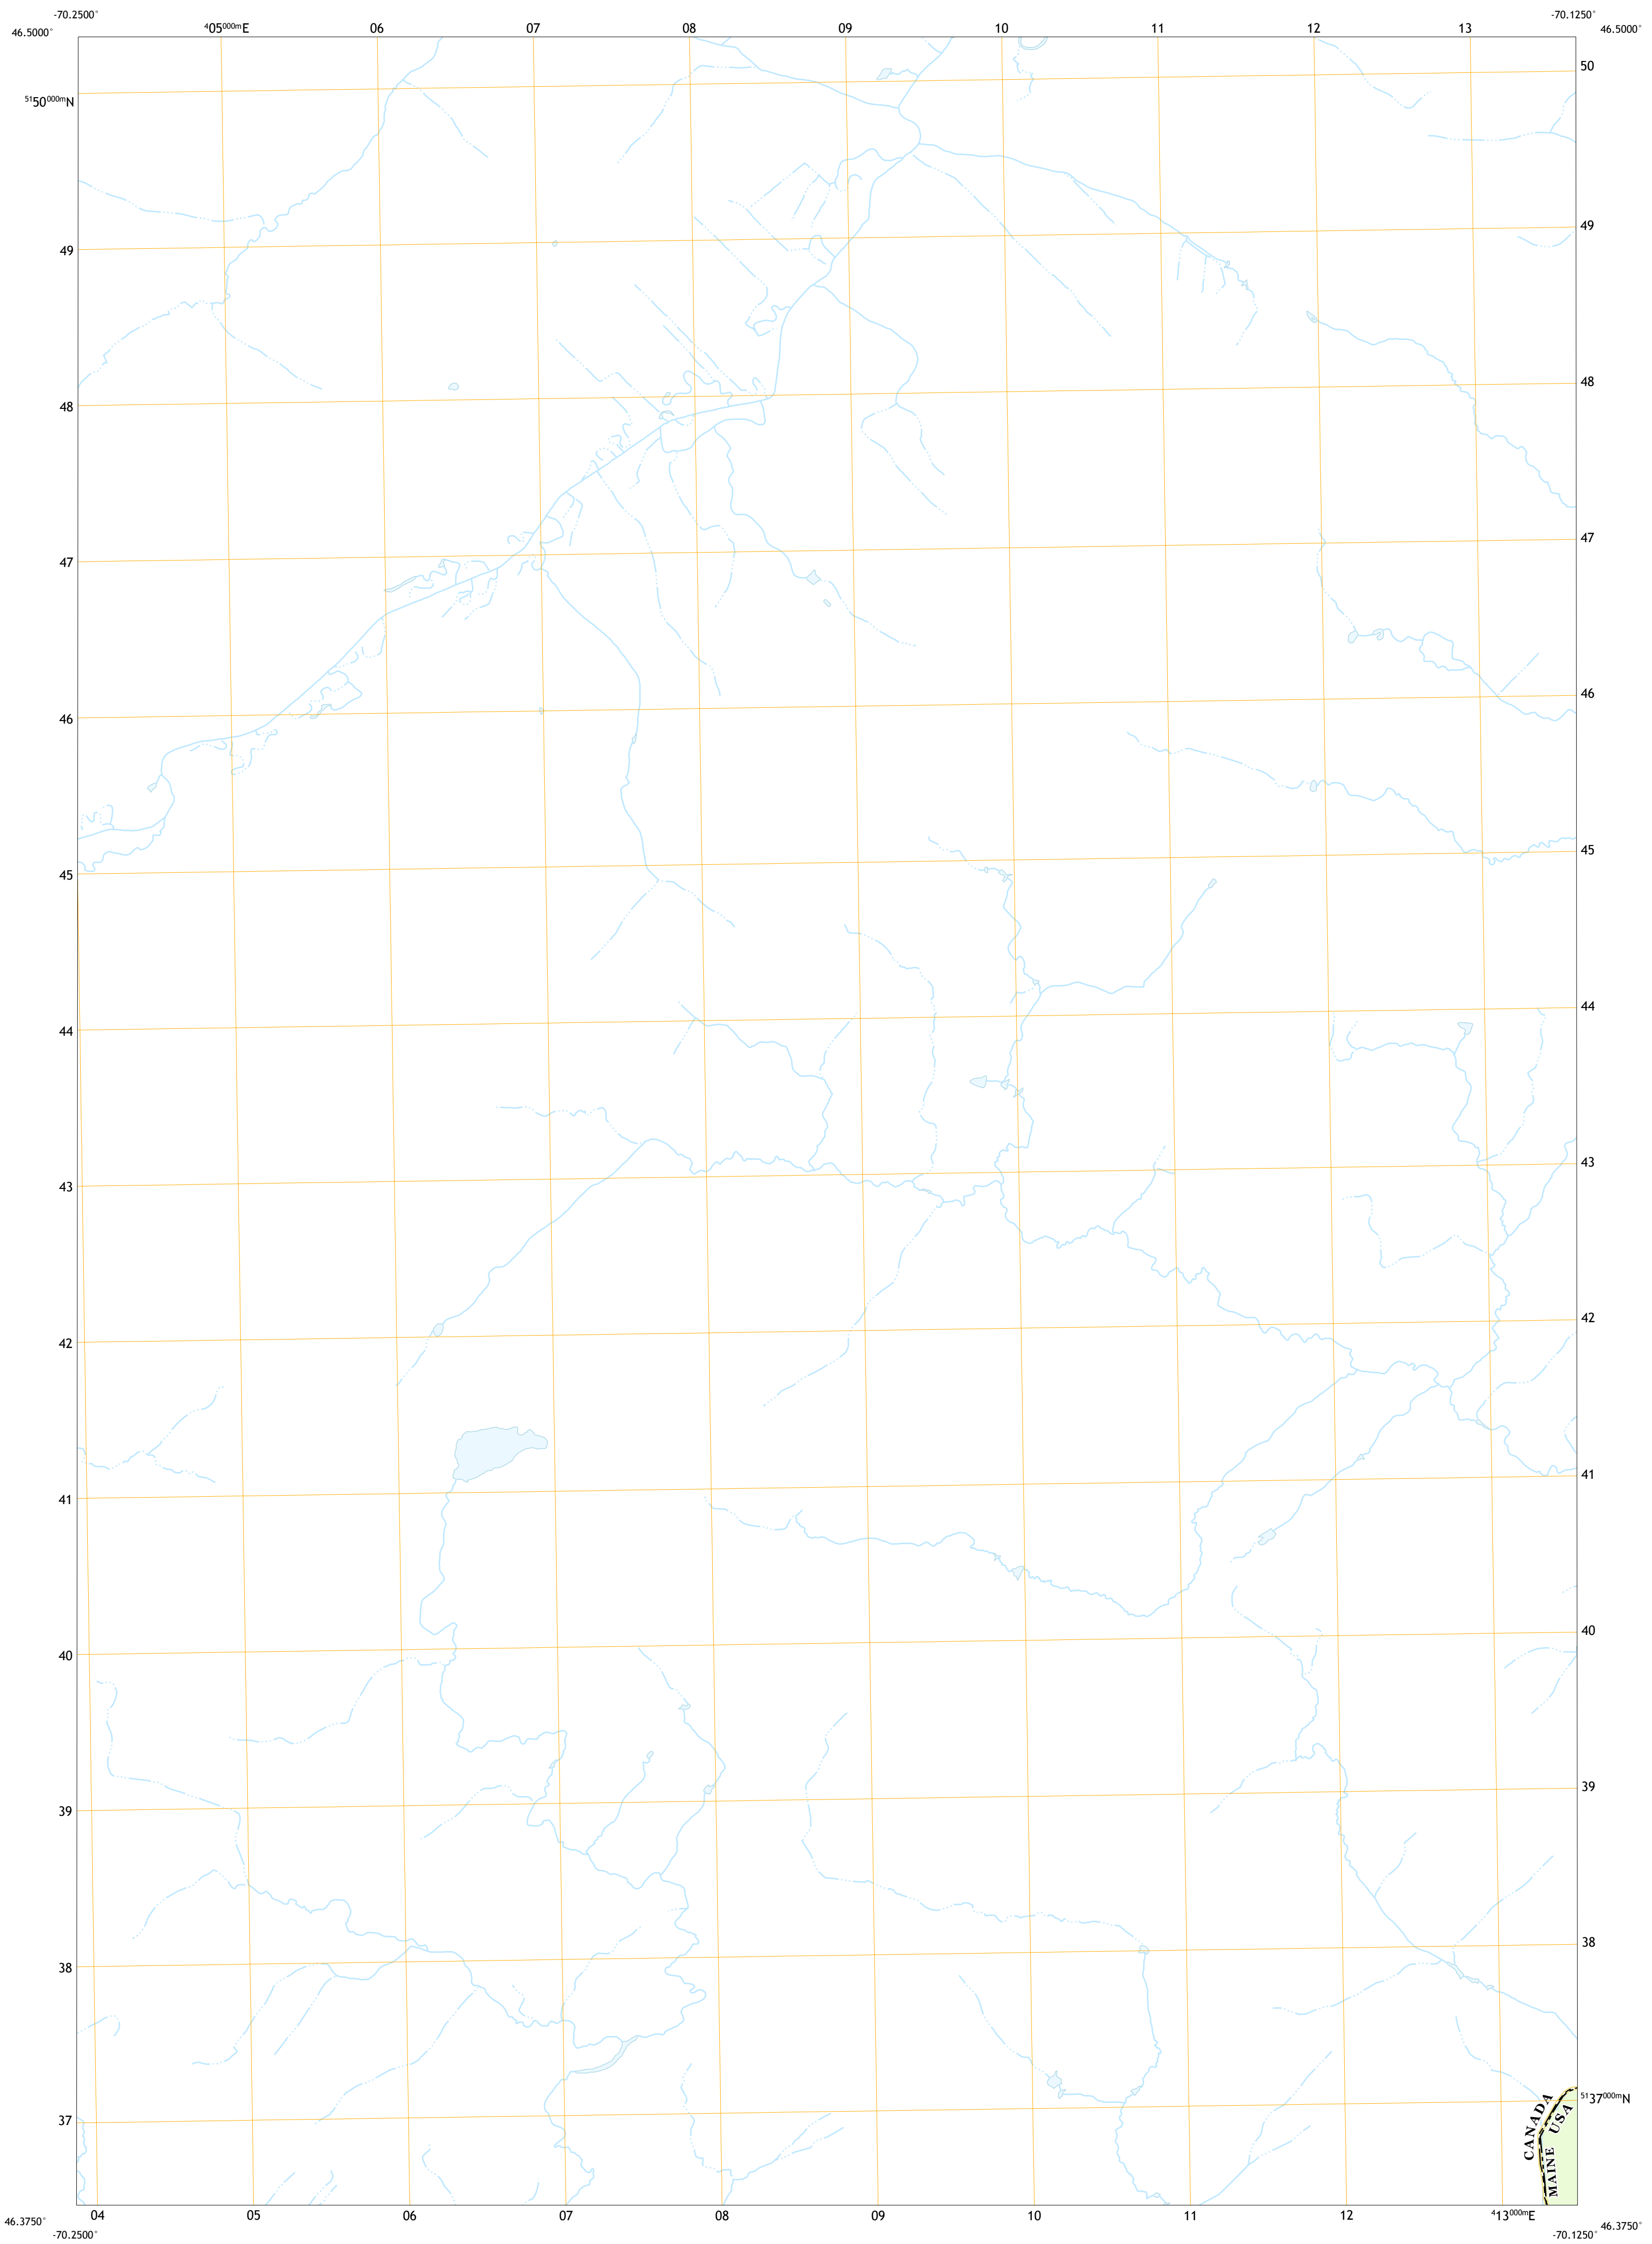 -70.2500° -70.1250°
46.5000° ⁴05⁰⁰⁰ᵐE 06 07 08 09 10 11 12 13 46.5000°
50
⁵¹50⁰⁰⁰ᵐN
49 49
48 48
47 47
46 46
45 45
44 44
43 43
42 42
41 41
40 40
39 39
38 38
⁵¹37⁰⁰⁰ᵐN
37
CANADA
USA
MAINE
46.3750° 04 05 06 07 08 09 10 11 12 ⁴13⁰⁰⁰ᵐE 46.3750°
-70.2500° -70.1250°